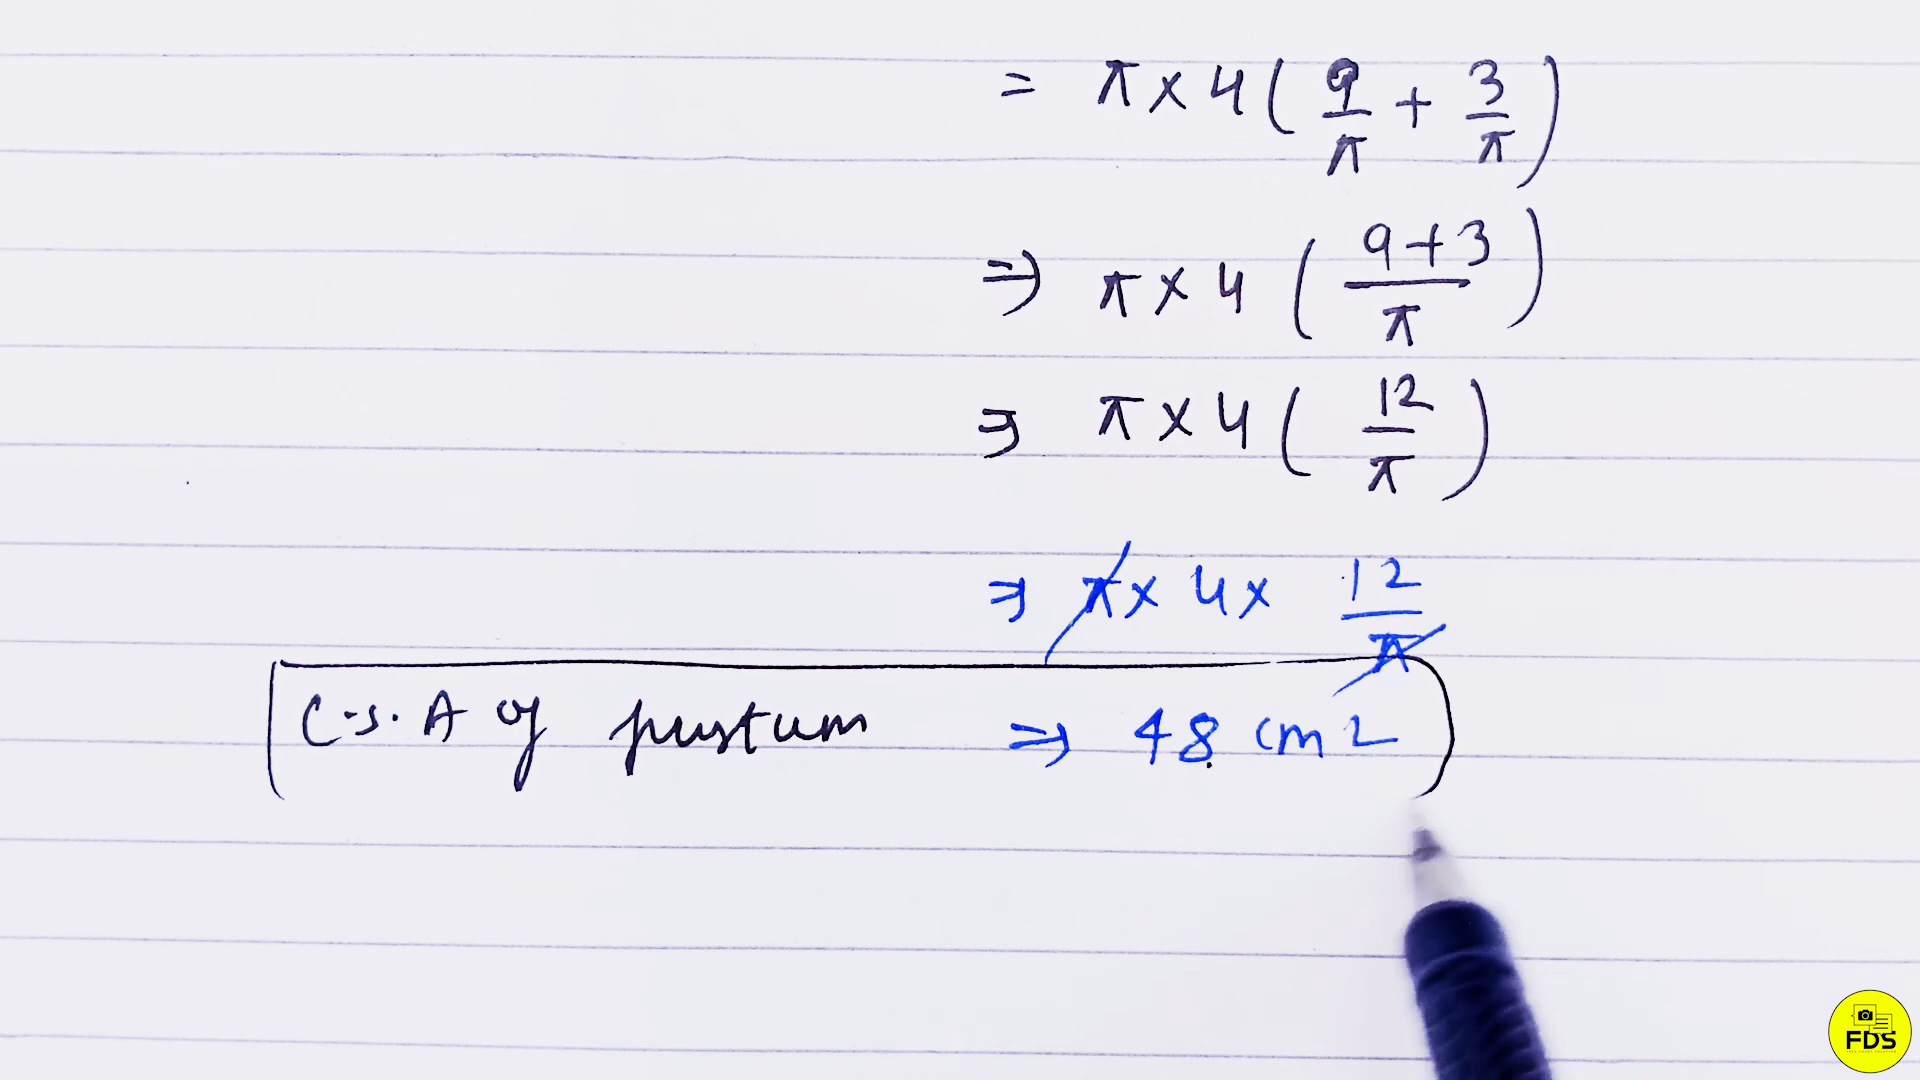 = π × 4 ( 9/π + 3/π )
⇒ π × 4 ( 9+3/π )
⇒ π × 4 ( 12/π )
⇒ π × 4 × 12/π
C.S.A of frustum ⇒ 48 cm2
FDS